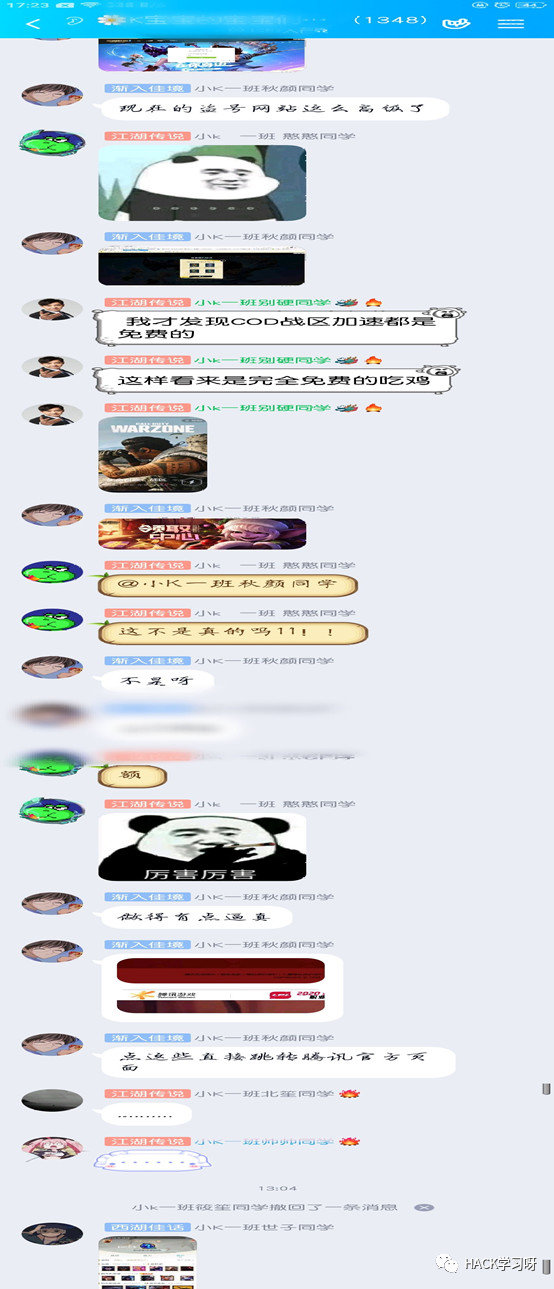 17:23
(1348)
渐入佳境 小K一班秋颜同学
现在的盗号网站这么高级了
江湖传说 小k 一班 憨憨同学
渐入佳境 小K一班秋颜同学
江湖传说 小k一班别硬同学
我才发现COD战区加速都是
免费的
江湖传说 小k一班别硬同学
这样看来是完全免费的吃鸡
江湖传说 小k一班别硬同学
WARZONE
渐入佳境 小K一班秋颜同学
领取
中心
江湖传说 小k 一班 憨憨同学
@小K一班秋颜同学
江湖传说 小k 一班 憨憨同学
这不是真的吗11！！
渐入佳境 小K一班秋颜同学
不是呀
额
江湖传说 小k 一班 憨憨同学
厉害厉害
渐入佳境 小K一班秋颜同学
做得有点逼真
渐入佳境 小K一班秋颜同学
腾讯游戏
2020
渐入佳境 小K一班秋颜同学
点这些直接跳转腾讯官方页
面
江湖传说 小K一班北笙同学
..........
江湖传说 小K一班帅帅同学
13:04
小k一班筱笙同学撤回了一条消息
西湖佳话 小K一班世子同学
HACK学习呀